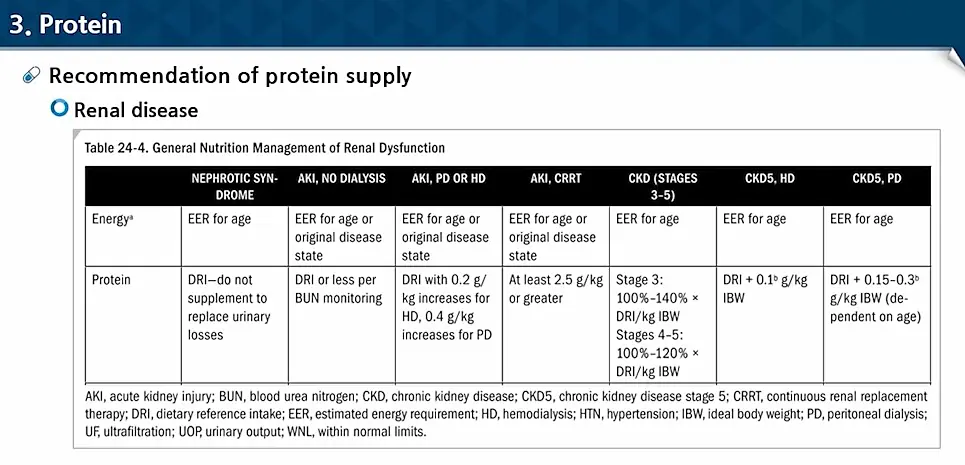 3. Protein
Recommendation of protein supply
Renal disease
Table 24-4. General Nutrition Management of Renal Dysfunction
NEPHROTIC SYN-
DROME
AKI, NO DIALYSIS
AKI, PD OR HD
AKI, CRRT
CKD (STAGES
3–5)
CKD5, HD
CKD5, PD
Energyᵃ
EER for age
EER for age or
original disease
state
EER for age or
original disease
state
EER for age or
original disease
state
EER for age
EER for age
EER for age
Protein
DRI—do not
supplement to
replace urinary
losses
DRI or less per
BUN monitoring
DRI with 0.2 g/
kg increases for
HD, 0.4 g/kg
increases for PD
At least 2.5 g/kg
or greater
Stage 3:
100%–140% ×
DRI/kg IBW
Stages 4–5:
100%–120% ×
DRI/kg IBW
DRI + 0.1ᵇ g/kg
IBW
DRI + 0.15–0.3ᵇ
g/kg IBW (de-
pendent on age)
AKI, acute kidney injury; BUN, blood urea nitrogen; CKD, chronic kidney disease; CKD5, chronic kidney disease stage 5; CRRT, continuous renal replacement
therapy; DRI, dietary reference intake; EER, estimated energy requirement; HD, hemodialysis; HTN, hypertension; IBW, ideal body weight; PD, peritoneal dialysis;
UF, ultrafiltration; UOP, urinary output; WNL, within normal limits.